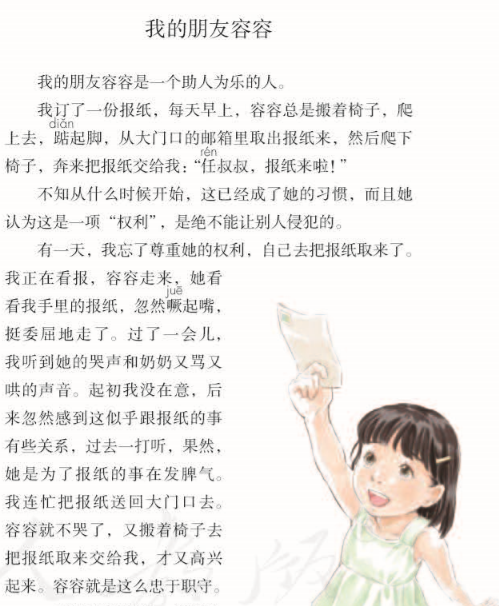 我的朋友容容
我的朋友容容是一个助人为乐的人。
我订了一份报纸，每天早上，容容总是搬着椅子，爬
diǎn
上去，踮起脚，从大门口的邮箱里取出报纸来，然后爬下
rén
椅子，奔来把报纸交给我：“任叔叔，报纸来啦！”
不知从什么时候开始，这已经成了她的习惯，而且她
认为这是一项“权利”，是绝不能让别人侵犯的。
有一天，我忘了尊重她的权利，自己去把报纸取来了。
我正在看报，容容走来，她看
juē
看我手里的报纸，忽然噘起嘴，
挺委屈地走了。过了一会儿，
我听到她的哭声和奶奶又骂又
哄的声音。起初我没在意，后
来忽然感到这似乎跟报纸的事
有些关系，过去一打听，果然，
她是为了报纸的事在发脾气。
我连忙把报纸送回大门口去。
容容就不哭了，又搬着椅子去
把报纸取来交给我，才又高兴
起来。容容就是这么忠于职守。